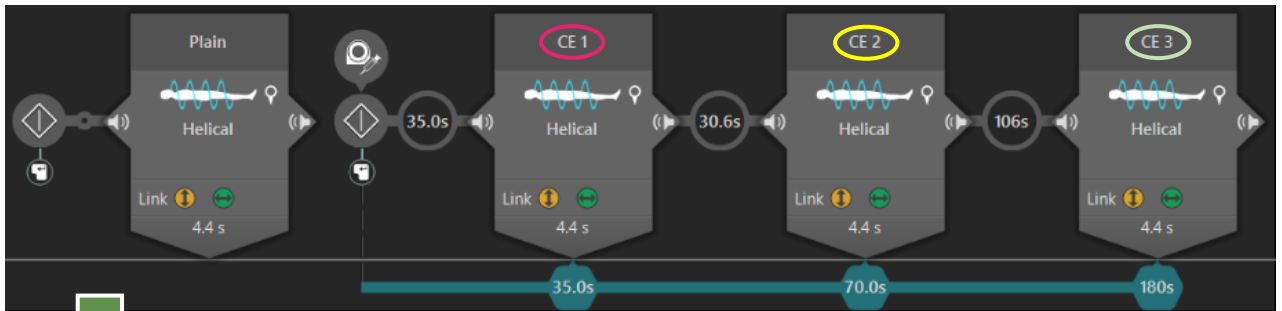 Plain
CE 1
CE 2
CE 3
Helical
35.0s
Helical
30.6s
Helical
106s
Helical
Link
Link
Link
Link
4.4 s
4.4 s
4.4 s
4.4 s
35.0s
70.0s
180s